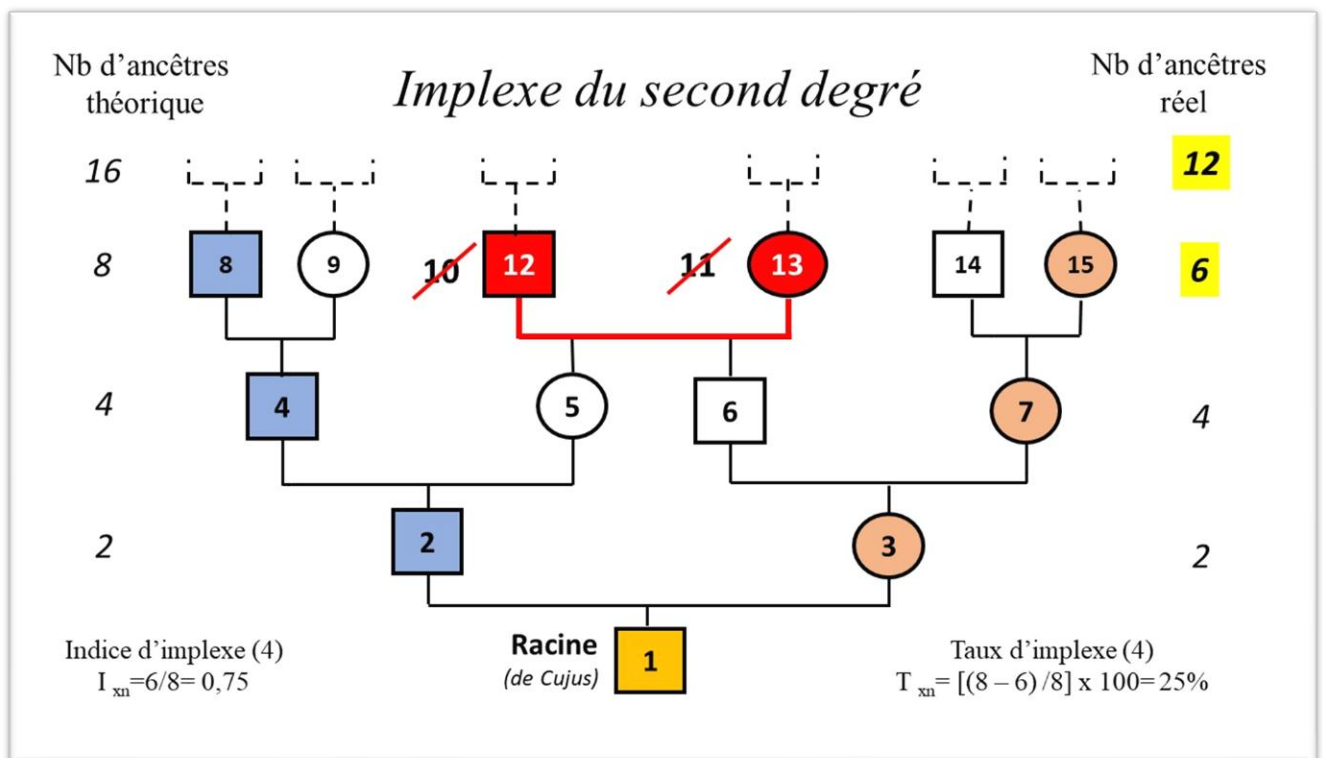 Nb d’ancêtres
théorique
Implexe du second degré
Nb d’ancêtres
réel
16
12
8
8
9
10
12
11
13
14
15
6
4
4
5
6
7
4
2
2
3
2
Indice d’implexe (4)
I xn=6/8= 0,75
Racine
(de Cujus)
1
Taux d’implexe (4)
T xn= [(8 – 6) /8] x 100= 25%